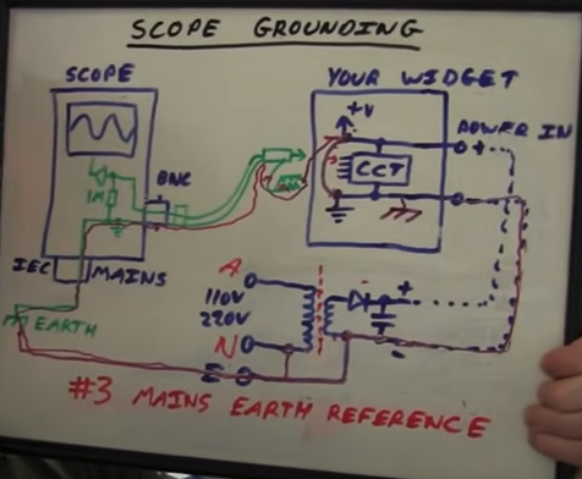 SCOPE GROUNDING
SCOPE
YOUR WIDGET
+V
POWER IN
+
CCT
1M
BNC
IEC
MAINS
EARTH
A
110V
220V
N
+
-
E
#3 MAINS EARTH REFERENCE